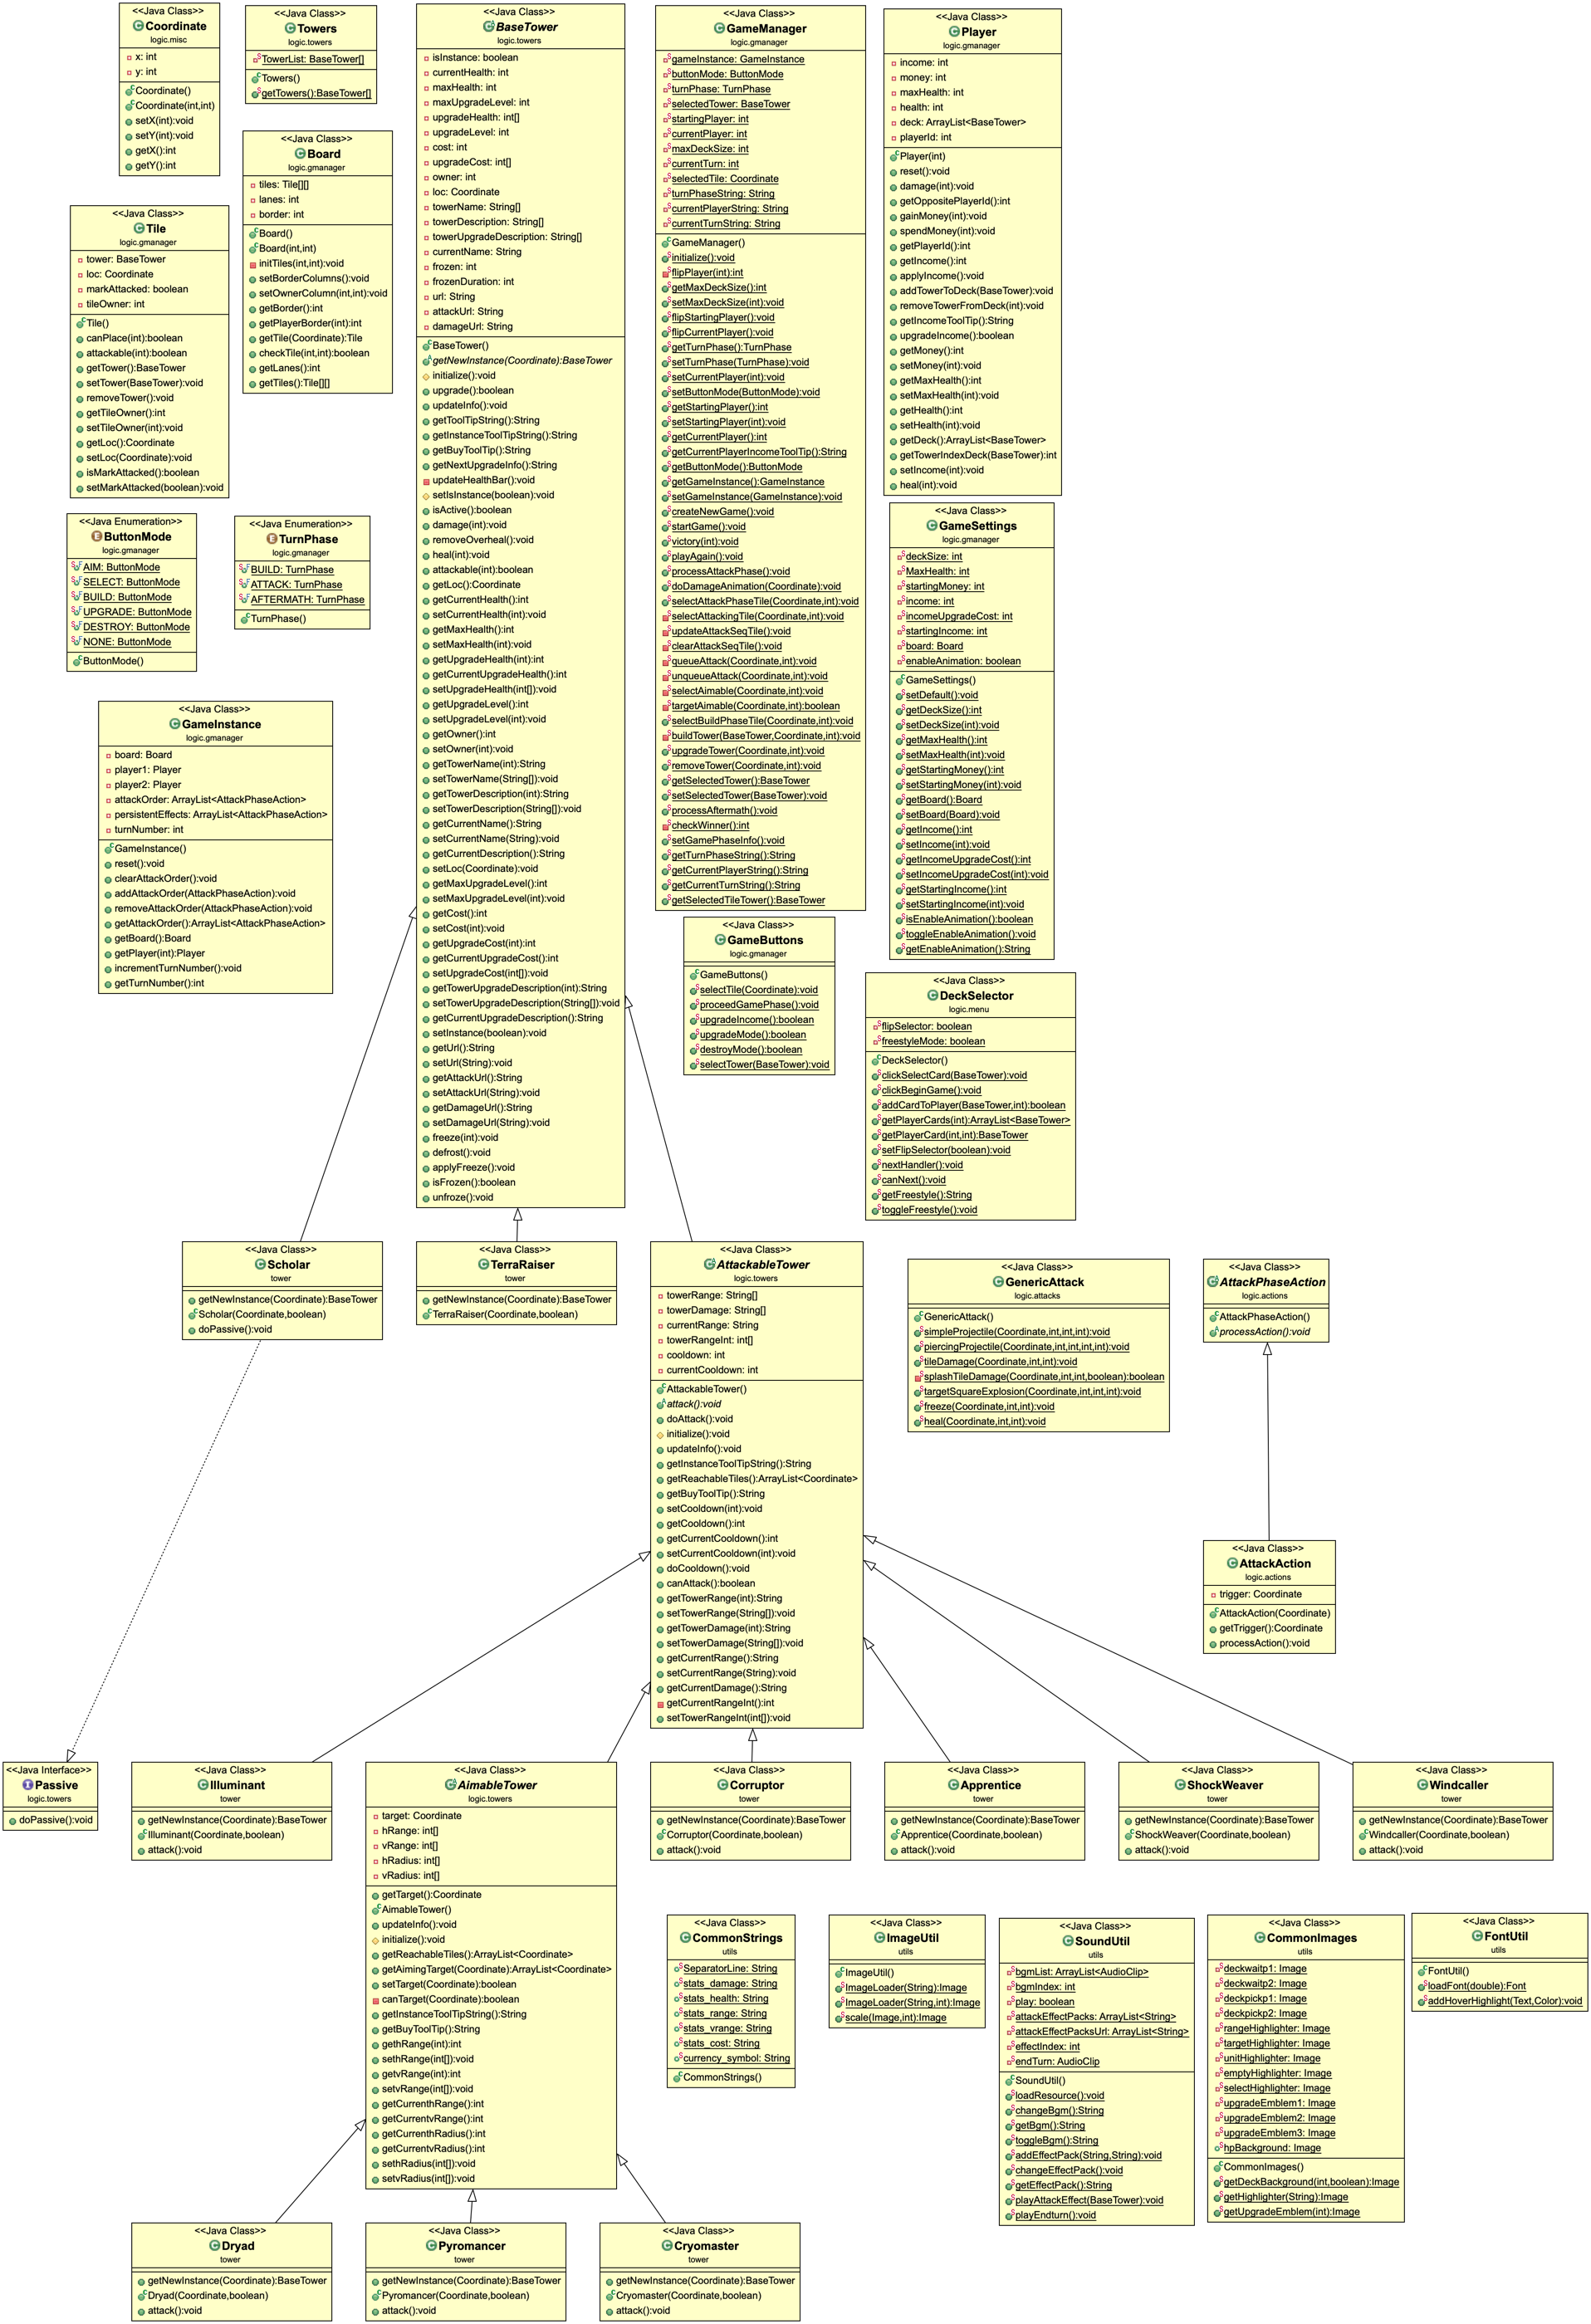 <<Java Class>>
Coordinate
logic.misc
x: int
y: int
Coordinate()
Coordinate(int,int)
setX(int):void
setY(int):void
getX():int
getY():int
<<Java Class>>
Towers
logic.towers
TowerList: BaseTower[]
Towers()
getTowers():BaseTower[]
<<Java Class>>
Board
logic.gmanager
tiles: Tile[][]
lanes: int
border: int
Board()
Board(int,int)
initTiles(int,int):void
setBorderColumns():void
setOwnerColumn(int,int):void
getBorder():int
getPlayerBorder(int):int
getTile(Coordinate):Tile
checkTile(int,int):boolean
getLanes():int
getTiles():Tile[][]
<<Java Class>>
Tile
logic.gmanager
tower: BaseTower
loc: Coordinate
markAttacked: boolean
tileOwner: int
Tile()
canPlace(int):boolean
attackable(int):boolean
getTower():BaseTower
setTower(BaseTower):void
removeTower():void
getTileOwner():int
setTileOwner(int):void
getLoc():Coordinate
setLoc(Coordinate):void
isMarkAttacked():boolean
setMarkAttacked(boolean):void
<<Java Enumeration>>
ButtonMode
logic.gmanager
AIM: ButtonMode
SELECT: ButtonMode
BUILD: ButtonMode
UPGRADE: ButtonMode
DESTROY: ButtonMode
NONE: ButtonMode
ButtonMode()
<<Java Enumeration>>
TurnPhase
logic.gmanager
BUILD: TurnPhase
ATTACK: TurnPhase
AFTERMATH: TurnPhase
TurnPhase()
<<Java Class>>
GameInstance
logic.gmanager
board: Board
player1: Player
player2: Player
attackOrder: ArrayList<AttackPhaseAction>
persistentEffects: ArrayList<AttackPhaseAction>
turnNumber: int
GameInstance()
reset():void
clearAttackOrder():void
addAttackOrder(AttackPhaseAction):void
removeAttackOrder(AttackPhaseAction):void
getAttackOrder():ArrayList<AttackPhaseAction>
getBoard():Board
getPlayer(int):Player
incrementTurnNumber():void
getTurnNumber():int
<<Java Class>>
BaseTower
logic.towers
isInstance: boolean
currentHealth: int
maxHealth: int
maxUpgradeLevel: int
upgradeHealth: int[]
upgradeLevel: int
cost: int
upgradeCost: int[]
owner: int
loc: Coordinate
towerName: String[]
towerDescription: String[]
towerUpgradeDescription: String[]
currentName: String
frozen: int
frozenDuration: int
url: String
attackUrl: String
damageUrl: String
BaseTower()
getNewInstance(Coordinate):BaseTower
initialize():void
upgrade():boolean
updateInfo():void
getToolTipString():String
getInstanceToolTipString():String
getBuyToolTip():String
getNextUpgradeInfo():String
updateHealthBar():void
setIsInstance(boolean):void
isActive():boolean
damage(int):void
removeOverheal():void
heal(int):void
attackable(int):boolean
getLoc():Coordinate
getCurrentHealth():int
setCurrentHealth(int):void
getMaxHealth():int
setMaxHealth(int):void
getUpgradeHealth(int):int
getCurrentUpgradeHealth():int
setUpgradeHealth(int[]):void
getUpgradeLevel():int
setUpgradeLevel(int):void
getOwner():int
setOwner(int):void
getTowerName(int):String
setTowerName(String[]):void
getTowerDescription(int):String
setTowerDescription(String[]):void
getCurrentName():String
setCurrentName(String):void
getCurrentDescription():String
setLoc(Coordinate):void
getMaxUpgradeLevel():int
setMaxUpgradeLevel(int):void
getCost():int
setCost(int):void
getUpgradeCost(int):int
getCurrentUpgradeCost():int
setUpgradeCost(int[]):void
getTowerUpgradeDescription(int):String
setTowerUpgradeDescription(String[]):void
getCurrentUpgradeDescription():String
setInstance(boolean):void
getUrl():String
setUrl(String):void
getAttackUrl():String
setAttackUrl(String):void
getDamageUrl():String
setDamageUrl(String):void
freeze(int):void
defrost():void
applyFreeze():void
isFrozen():boolean
unfroze():void
<<Java Class>>
GameManager
logic.gmanager
gameInstance: GameInstance
buttonMode: ButtonMode
turnPhase: TurnPhase
selectedTower: BaseTower
startingPlayer: int
currentPlayer: int
maxDeckSize: int
currentTurn: int
selectedTile: Coordinate
turnPhaseString: String
currentPlayerString: String
currentTurnString: String
GameManager()
initialize():void
flipPlayer(int):int
getMaxDeckSize():int
setMaxDeckSize(int):void
flipStartingPlayer():void
flipCurrentPlayer():void
getTurnPhase():TurnPhase
setTurnPhase(TurnPhase):void
setCurrentPlayer(int):void
setButtonMode(ButtonMode):void
getStartingPlayer():int
setStartingPlayer(int):void
getCurrentPlayer():int
getCurrentPlayerIncomeToolTip():String
getButtonMode():ButtonMode
getGameInstance():GameInstance
setGameInstance(GameInstance):void
createNewGame():void
startGame():void
victory(int):void
playAgain():void
processAttackPhase():void
doDamageAnimation(Coordinate):void
selectAttackPhaseTile(Coordinate,int):void
selectAttackingTile(Coordinate,int):void
updateAttackSeqTile():void
clearAttackSeqTile():void
queueAttack(Coordinate,int):void
unqueueAttack(Coordinate,int):void
selectAimable(Coordinate,int):void
targetAimable(Coordinate,int):boolean
selectBuildPhaseTile(Coordinate,int):void
buildTower(BaseTower,Coordinate,int):void
upgradeTower(Coordinate,int):void
removeTower(Coordinate,int):void
getSelectedTower():BaseTower
setSelectedTower(BaseTower):void
processAftermath():void
checkWinner():int
setGamePhaseInfo():void
getTurnPhaseString():String
getCurrentPlayerString():String
getCurrentTurnString():String
getSelectedTileTower():BaseTower
<<Java Class>>
Player
logic.gmanager
income: int
money: int
maxHealth: int
health: int
deck: ArrayList<BaseTower>
playerId: int
Player(int)
reset():void
damage(int):void
getOppositePlayerId():int
gainMoney(int):void
spendMoney(int):void
getPlayerId():int
getIncome():int
applyIncome():void
addTowerToDeck(BaseTower):void
removeTowerFromDeck(int):void
getIncomeToolTip():String
upgradeIncome():boolean
getMoney():int
setMoney(int):void
getMaxHealth():int
setMaxHealth(int):void
getHealth():int
setHealth(int):void
getDeck():ArrayList<BaseTower>
getTowerIndexDeck(BaseTower):int
setIncome(int):void
heal(int):void
<<Java Class>>
GameSettings
logic.gmanager
deckSize: int
MaxHealth: int
startingMoney: int
income: int
incomeUpgradeCost: int
startingIncome: int
board: Board
enableAnimation: boolean
GameSettings()
setDefault():void
getDeckSize():int
setDeckSize(int):void
getMaxHealth():int
setMaxHealth(int):void
getStartingMoney():int
setStartingMoney(int):void
getBoard():Board
setBoard(Board):void
getIncome():int
setIncome(int):void
getIncomeUpgradeCost():int
setIncomeUpgradeCost(int):void
getStartingIncome():int
setStartingIncome(int):void
isEnableAnimation():boolean
toggleEnableAnimation():void
getEnableAnimation():String
<<Java Class>>
GameButtons
logic.gmanager
GameButtons()
selectTile(Coordinate):void
proceedGamePhase():void
upgradeIncome():boolean
upgradeMode():boolean
destroyMode():boolean
selectTower(BaseTower):void
<<Java Class>>
DeckSelector
logic.menu
flipSelector: boolean
freestyleMode: boolean
DeckSelector()
clickSelectCard(BaseTower):void
clickBeginGame():void
addCardToPlayer(BaseTower,int):boolean
getPlayerCards(int):ArrayList<BaseTower>
getPlayerCard(int,int):BaseTower
setFlipSelector(boolean):void
nextHandler():void
canNext():void
getFreestyle():String
toggleFreestyle():void
<<Java Class>>
Scholar
tower
getNewInstance(Coordinate):BaseTower
Scholar(Coordinate,boolean)
doPassive():void
<<Java Class>>
TerraRaiser
tower
getNewInstance(Coordinate):BaseTower
TerraRaiser(Coordinate,boolean)
<<Java Class>>
AttackableTower
logic.towers
towerRange: String[]
towerDamage: String[]
currentRange: String
towerRangeInt: int[]
cooldown: int
currentCooldown: int
AttackableTower()
attack():void
doAttack():void
initialize():void
updateInfo():void
getInstanceToolTipString():String
getReachableTiles():ArrayList<Coordinate>
getBuyToolTip():String
setCooldown(int):void
getCooldown():int
getCurrentCooldown():int
setCurrentCooldown(int):void
doCooldown():void
canAttack():boolean
getTowerRange(int):String
setTowerRange(String[]):void
getTowerDamage(int):String
setTowerDamage(String[]):void
getCurrentRange():String
setCurrentRange(String):void
getCurrentDamage():String
getCurrentRangeInt():int
setTowerRangeInt(int[]):void
<<Java Class>>
GenericAttack
logic.attacks
GenericAttack()
simpleProjectile(Coordinate,int,int,int):void
piercingProjectile(Coordinate,int,int,int,int):void
tileDamage(Coordinate,int,int):void
splashTileDamage(Coordinate,int,int,boolean):boolean
targetSquareExplosion(Coordinate,int,int,int):void
freeze(Coordinate,int,int):void
heal(Coordinate,int,int):void
<<Java Class>>
AttackPhaseAction
logic.actions
AttackPhaseAction()
processAction():void
<<Java Class>>
AttackAction
logic.actions
trigger: Coordinate
AttackAction(Coordinate)
getTrigger():Coordinate
processAction():void
<<Java Interface>>
Passive
logic.towers
doPassive():void
<<Java Class>>
Illuminant
tower
getNewInstance(Coordinate):BaseTower
Illuminant(Coordinate,boolean)
attack():void
<<Java Class>>
AimableTower
logic.towers
target: Coordinate
hRange: int[]
vRange: int[]
hRadius: int[]
vRadius: int[]
getTarget():Coordinate
AimableTower()
updateInfo():void
initialize():void
getReachableTiles():ArrayList<Coordinate>
getAimingTarget(Coordinate):ArrayList<Coordinate>
setTarget(Coordinate):boolean
canTarget(Coordinate):boolean
getInstanceToolTipString():String
getBuyToolTip():String
gethRange(int):int
sethRange(int[]):void
getvRange(int):int
setvRange(int[]):void
getCurrenthRange():int
getCurrentvRange():int
getCurrenthRadius():int
getCurrentvRadius():int
sethRadius(int[]):void
setvRadius(int[]):void
<<Java Class>>
Corruptor
tower
getNewInstance(Coordinate):BaseTower
Corruptor(Coordinate,boolean)
attack():void
<<Java Class>>
Apprentice
tower
getNewInstance(Coordinate):BaseTower
Apprentice(Coordinate,boolean)
attack():void
<<Java Class>>
ShockWeaver
tower
getNewInstance(Coordinate):BaseTower
ShockWeaver(Coordinate,boolean)
attack():void
<<Java Class>>
Windcaller
tower
getNewInstance(Coordinate):BaseTower
Windcaller(Coordinate,boolean)
attack():void
<<Java Class>>
CommonStrings
utils
SeparatorLine: String
stats_damage: String
stats_health: String
stats_range: String
stats_vrange: String
stats_cost: String
currency_symbol: String
CommonStrings()
<<Java Class>>
ImageUtil
utils
ImageUtil()
ImageLoader(String):Image
ImageLoader(String,int):Image
scale(Image,int):Image
<<Java Class>>
SoundUtil
utils
bgmList: ArrayList<AudioClip>
bgmIndex: int
play: boolean
attackEffectPacks: ArrayList<String>
attackEffectPacksUrl: ArrayList<String>
effectIndex: int
endTurn: AudioClip
SoundUtil()
loadResource():void
changeBgm():String
getBgm():String
toggleBgm():String
addEffectPack(String,String):void
changeEffectPack():void
getEffectPack():String
playAttackEffect(BaseTower):void
playEndturn():void
<<Java Class>>
CommonImages
utils
deckwaitp1: Image
deckwaitp2: Image
deckpickp1: Image
deckpickp2: Image
rangeHighlighter: Image
targetHighlighter: Image
unitHighlighter: Image
emptyHighlighter: Image
selectHighlighter: Image
upgradeEmblem1: Image
upgradeEmblem2: Image
upgradeEmblem3: Image
hpBackground: Image
CommonImages()
getDeckBackground(int,boolean):Image
getHighlighter(String):Image
getUpgradeEmblem(int):Image
<<Java Class>>
FontUtil
utils
FontUtil()
loadFont(double):Font
addHoverHighlight(Text,Color):void
<<Java Class>>
Dryad
tower
getNewInstance(Coordinate):BaseTower
Dryad(Coordinate,boolean)
attack():void
<<Java Class>>
Pyromancer
tower
getNewInstance(Coordinate):BaseTower
Pyromancer(Coordinate,boolean)
attack():void
<<Java Class>>
Cryomaster
tower
getNewInstance(Coordinate):BaseTower
Cryomaster(Coordinate,boolean)
attack():void